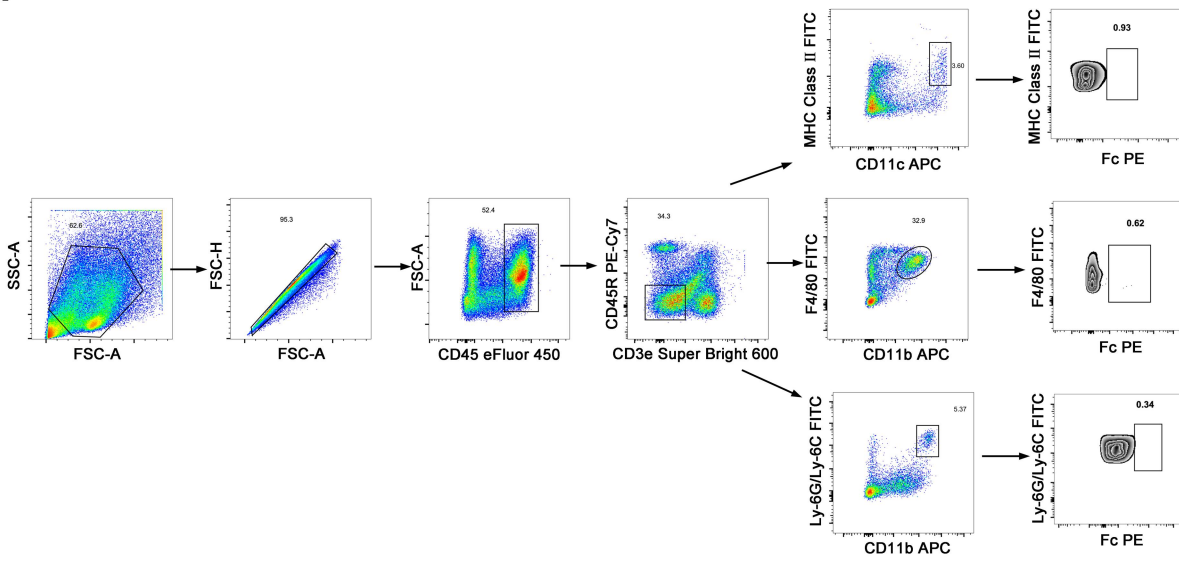 MHC Class II FITC
3.60
CD11c APC
MHC Class II FITC
0.93
Fc PE
SSC-A
62.6
FSC-A
FSC-H
95.3
FSC-A
FSC-A
52.4
CD45 eFluor 450
CD45R PE-Cy7
34.3
CD3e Super Bright 600
F4/80 FITC
32.9
CD11b APC
F4/80 FITC
0.62
Fc PE
Ly-6G/Ly-6C FITC
5.37
CD11b APC
Ly-6G/Ly-6C FITC
0.34
Fc PE